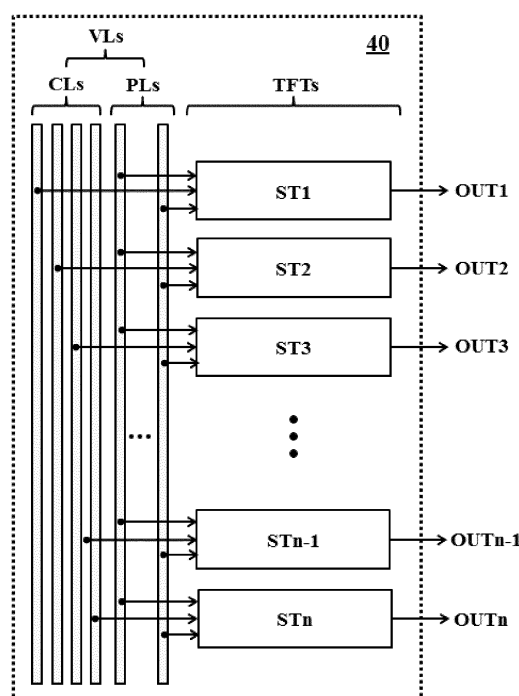 VLs
40
CLs
PLs
TFTs
ST1
OUT1
ST2
OUT2
ST3
OUT3
...
STn-1
OUTn-1
STn
OUTn